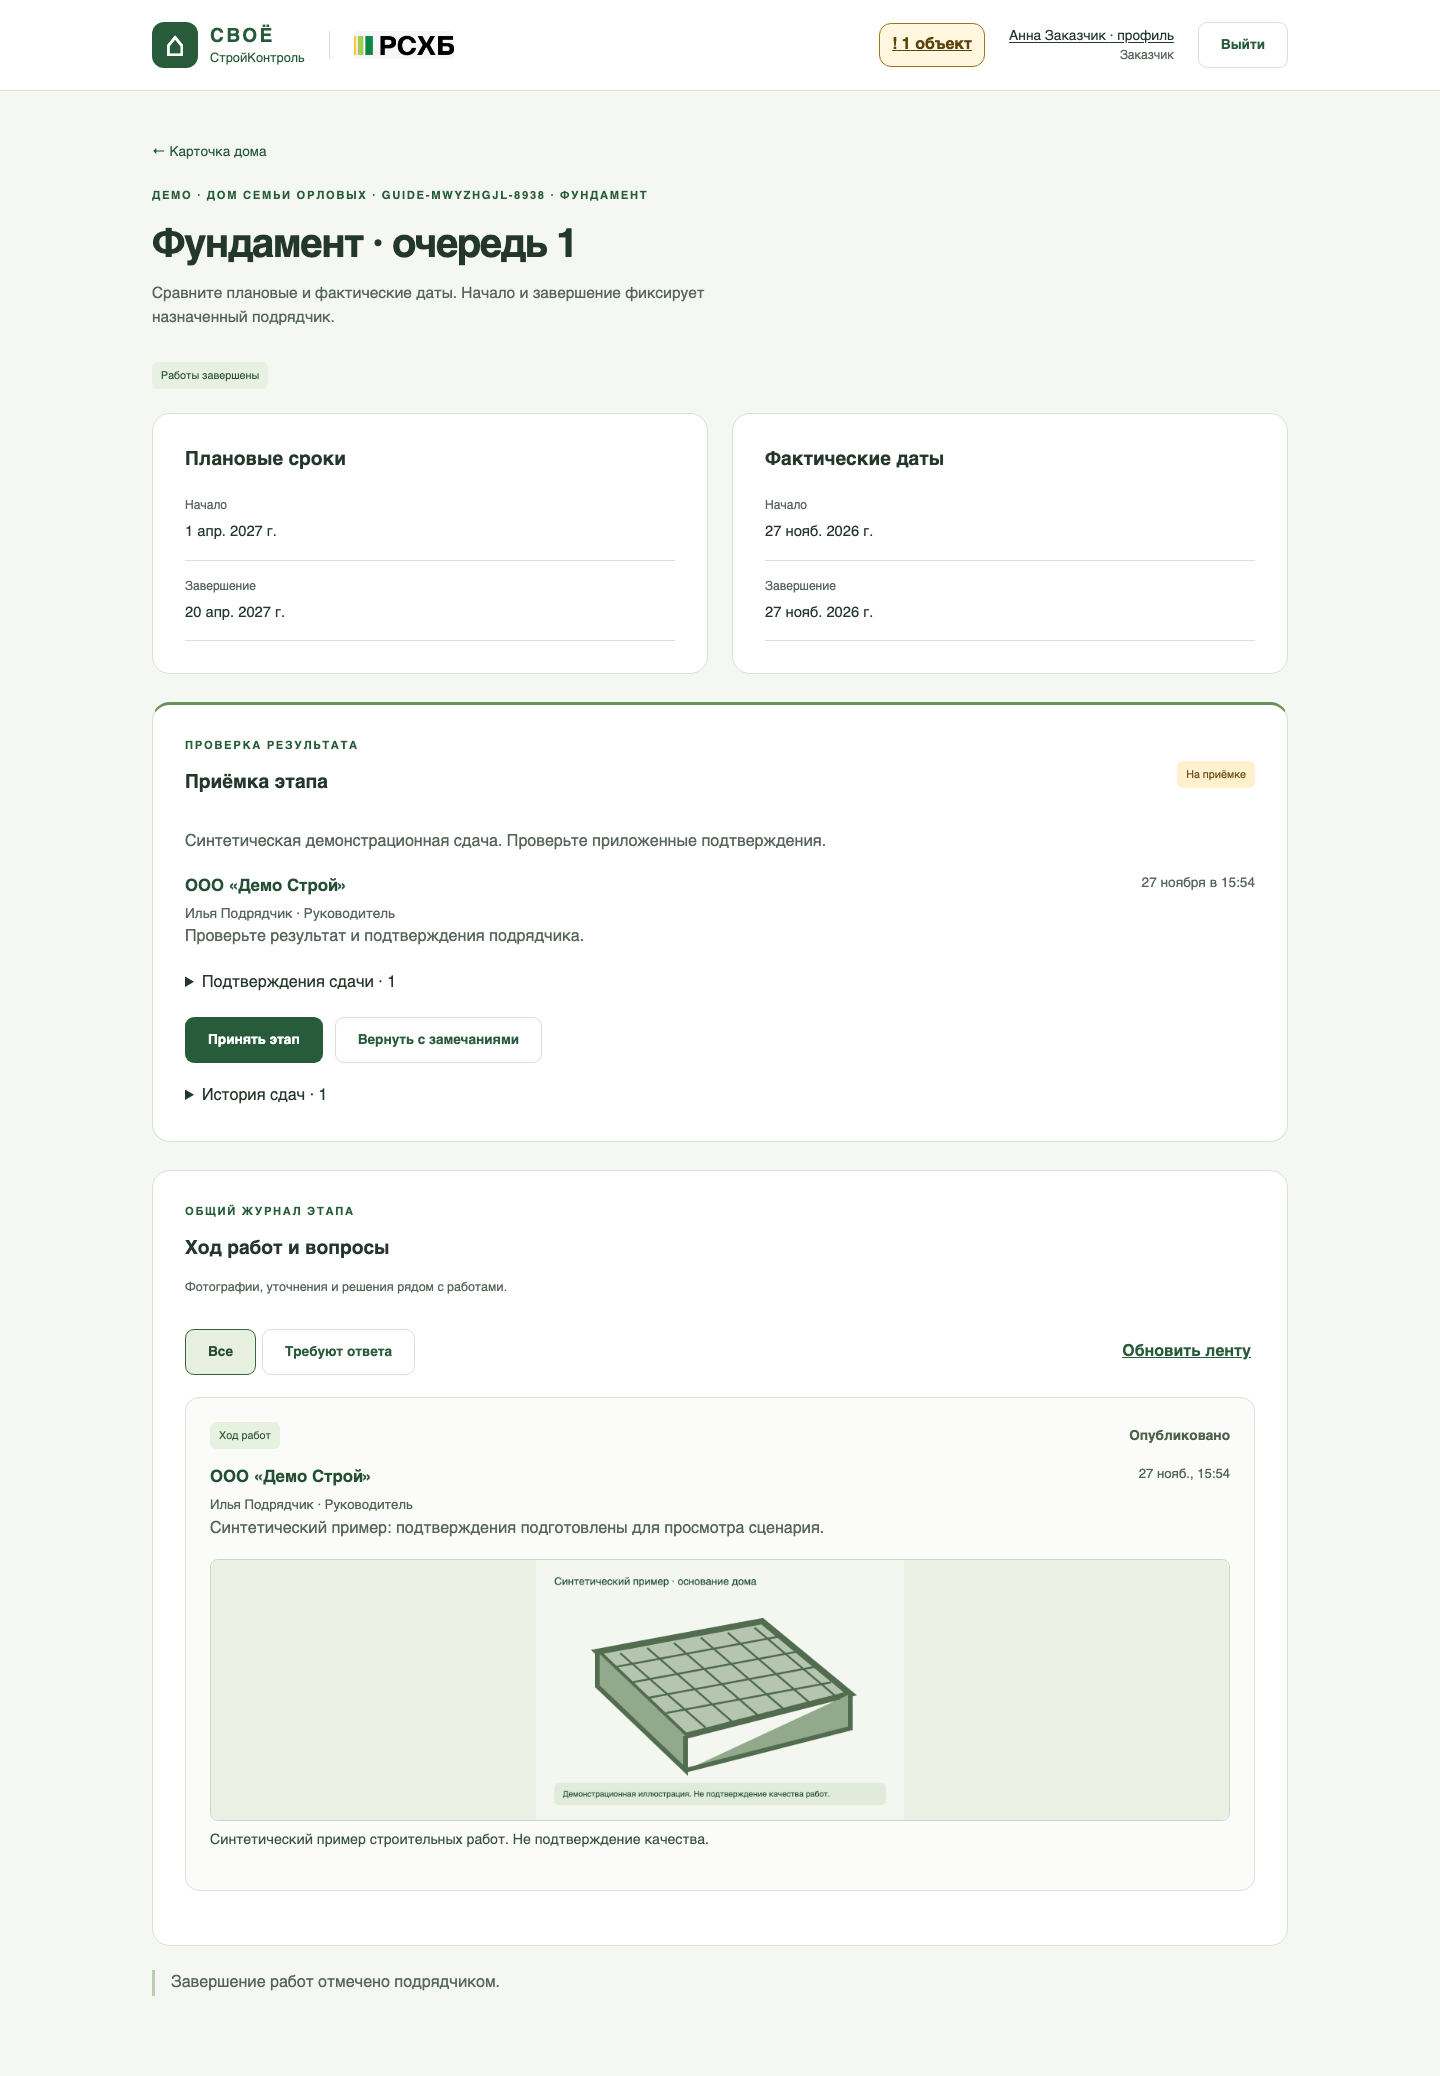 СВОЁ
СтройКонтроль
РСХБ
! 1 объект
Анна Заказчик · профиль
Заказчик
Выйти
← Карточка дома
ДЕМО · ДОМ СЕМЬИ ОРЛОВЫХ · GUIDE-MWYZHGJL-8938 · ФУНДАМЕНТ
Фундамент · очередь 1
Сравните плановые и фактические даты. Начало и завершение фиксирует
назначенный подрядчик.
Работы завершены
Плановые сроки
Начало
1 апр. 2027 г.
Завершение
20 апр. 2027 г.
Фактические даты
Начало
27 нояб. 2026 г.
Завершение
27 нояб. 2026 г.
ПРОВЕРКА РЕЗУЛЬТАТА
Приёмка этапа
На приёмке
Синтетическая демонстрационная сдача. Проверьте приложенные подтверждения.
ООО «Демо Строй»
27 ноября в 15:54
Илья Подрядчик · Руководитель
Проверьте результат и подтверждения подрядчика.
▶ Подтверждения сдачи · 1
Принять этап
Вернуть с замечаниями
▶ История сдач · 1
ОБЩИЙ ЖУРНАЛ ЭТАПА
Ход работ и вопросы
Фотографии, уточнения и решения рядом с работами.
Все
Требуют ответа
Обновить ленту
Ход работ
Опубликовано
ООО «Демо Строй»
27 нояб., 15:54
Илья Подрядчик · Руководитель
Синтетический пример: подтверждения подготовлены для просмотра сценария.
Синтетический пример · основание дома
Демонстрационная иллюстрация. Не подтверждение качества работ.
Синтетический пример строительных работ. Не подтверждение качества.
Завершение работ отмечено подрядчиком.